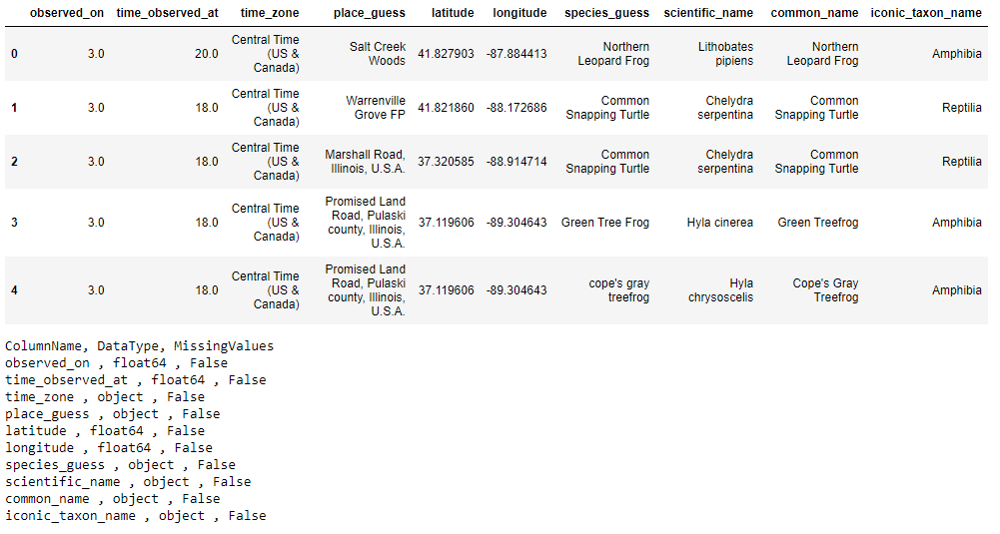 observed_on time_observed_at time_zone place_guess latitude longitude species_guess scientific_name common_name iconic_taxon_name
0 3.0 20.0 Central Time (US & Canada) Salt Creek Woods 41.827903 -87.884413 Northern Leopard Frog Lithobates pipiens Northern Leopard Frog Amphibia
1 3.0 18.0 Central Time (US & Canada) Warrenville Grove FP 41.821860 -88.172686 Common Snapping Turtle Chelydra serpentina Common Snapping Turtle Reptilia
2 3.0 18.0 Central Time (US & Canada) Marshall Road, Illinois, U.S.A. 37.320585 -88.914714 Common Snapping Turtle Chelydra serpentina Common Snapping Turtle Reptilia
3 3.0 18.0 Central Time (US & Canada) Promised Land Road, Pulaski county, Illinois, U.S.A. 37.119606 -89.304643 Green Tree Frog Hyla cinerea Green Treefrog Amphibia
4 3.0 18.0 Central Time (US & Canada) Promised Land Road, Pulaski county, Illinois, U.S.A. 37.119606 -89.304643 cope's gray treefrog Hyla chrysoscelis Cope's Gray Treefrog Amphibia
ColumnName, DataType, MissingValues
observed_on , float64 , False
time_observed_at , float64 , False
time_zone , object , False
place_guess , object , False
latitude , float64 , False
longitude , float64 , False
species_guess , object , False
scientific_name , object , False
common_name , object , False
iconic_taxon_name , object , False